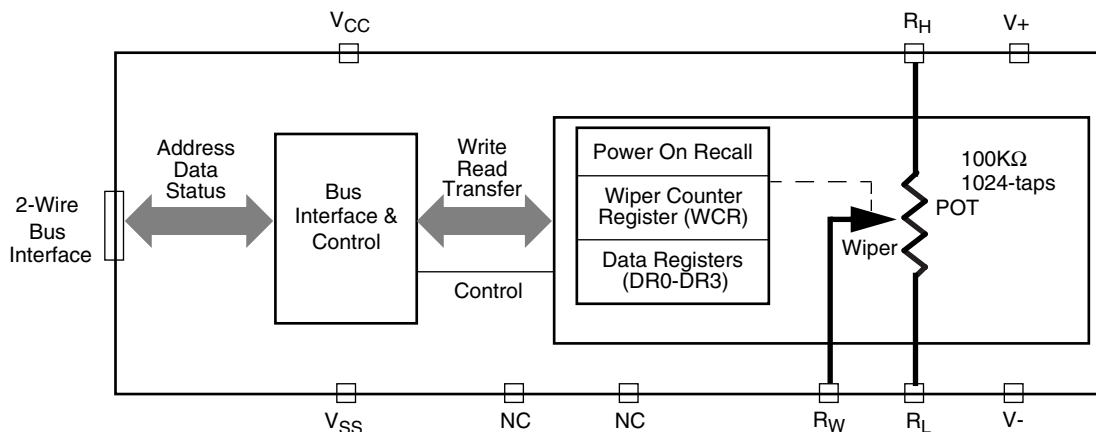 VCC
RH
V+
Address
Data
Status
2-Wire
Bus
Interface
Bus
Interface &
Control
Write
Read
Transfer
Control
Power On Recall
Wiper Counter
Register (WCR)
Data Registers
(DR0-DR3)
100KΩ
1024-taps
POT
Wiper
VSS
NC
NC
RW
RL
V-